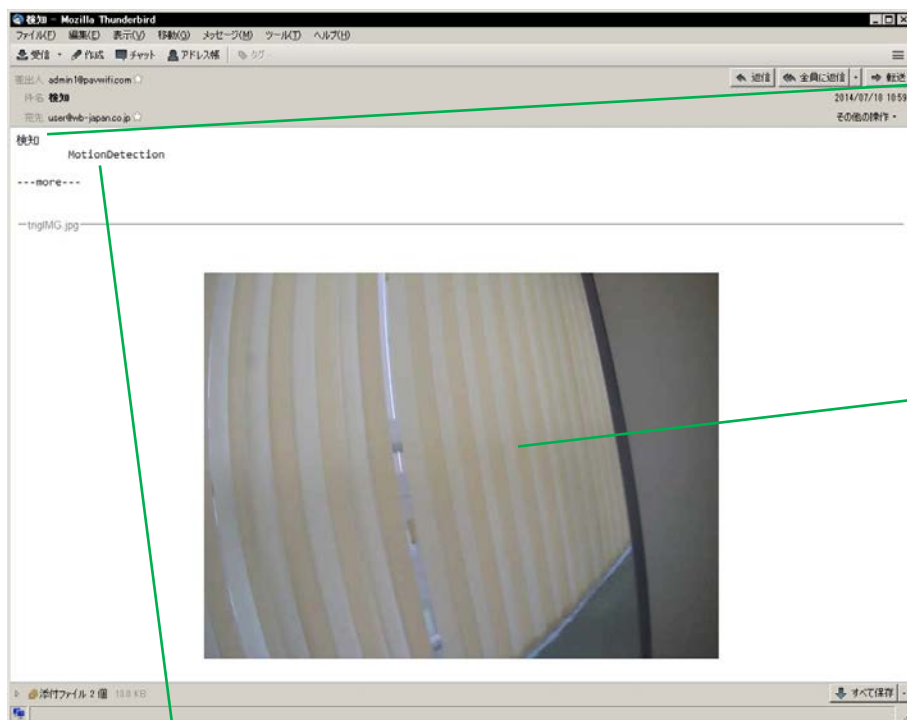 検知 - Mozilla Thunderbird
ファイル(F) 編集(E) 表示(V) 移動(G) メッセージ(M) ツール(T) ヘルプ(H)
受信 作成 チャット アドレス帳 タグ
差出人 admin1@pavwifi.com 返信 全員に返信 転送
件名 検知 2014/07/18 10:59
宛先 user@wb-japan.co.jp その他の操作
検知
MotionDetection
---more---
trigIMG.jpg
添付ファイル 2 個 すべて保存